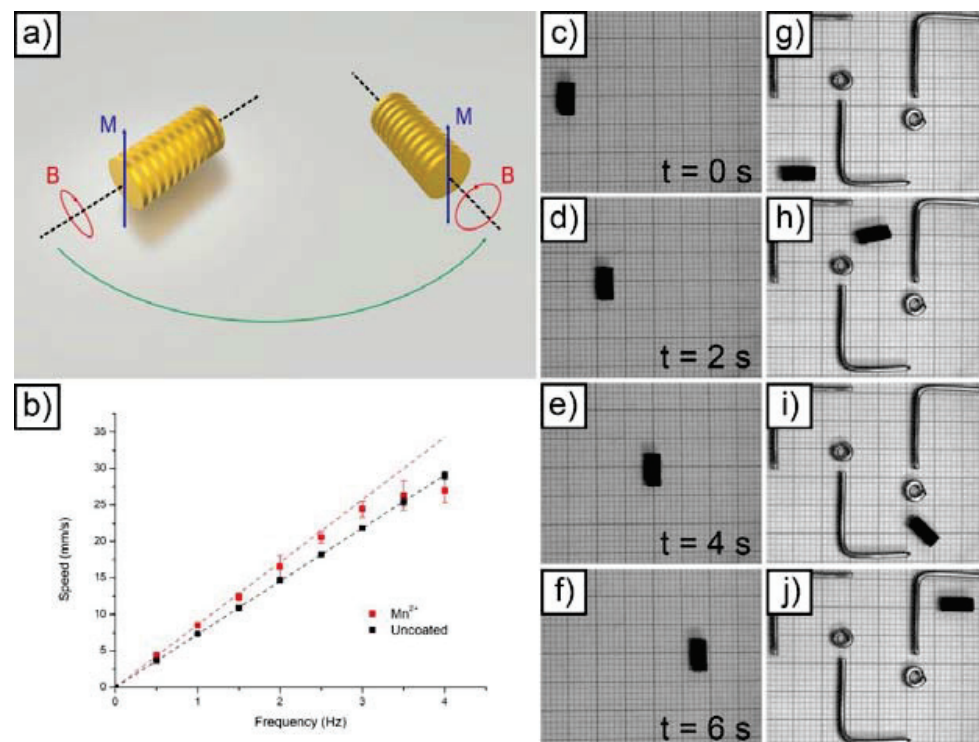 a)
M
B
M
B
b)
35
30
25
20
15
10
5
0
Speed (mm/s)
Mn²⁺
Uncoated
0
1
2
3
4
Frequency (Hz)
c)
t = 0 s
d)
t = 2 s
e)
t = 4 s
f)
t = 6 s
g)
h)
i)
j)